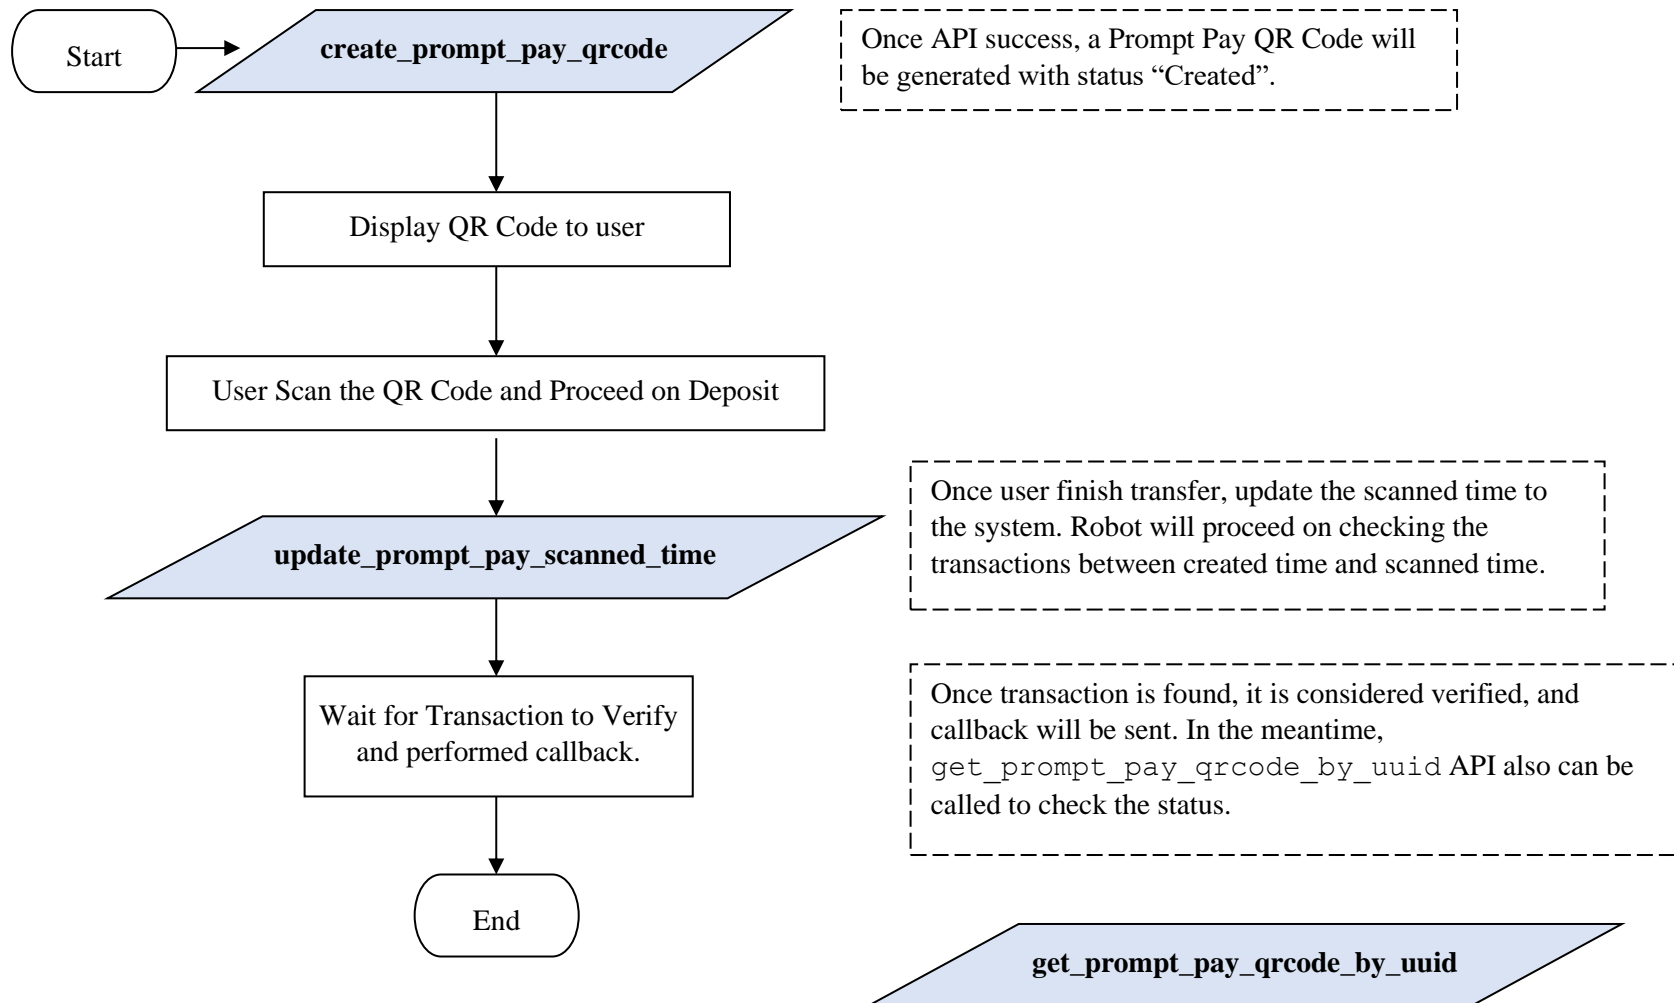 Start
create_prompt_pay_qrcode
Once API success, a Prompt Pay QR Code will
be generated with status “Created”.
Display QR Code to user
User Scan the QR Code and Proceed on Deposit
Once user finish transfer, update the scanned time to
the system. Robot will proceed on checking the
transactions between created time and scanned time.
update_prompt_pay_scanned_time
Wait for Transaction to Verify
and performed callback.
Once transaction is found, it is considered verified, and
callback will be sent. In the meantime,
get_prompt_pay_qrcode_by_uuid API also can be
called to check the status.
End
get_prompt_pay_qrcode_by_uuid